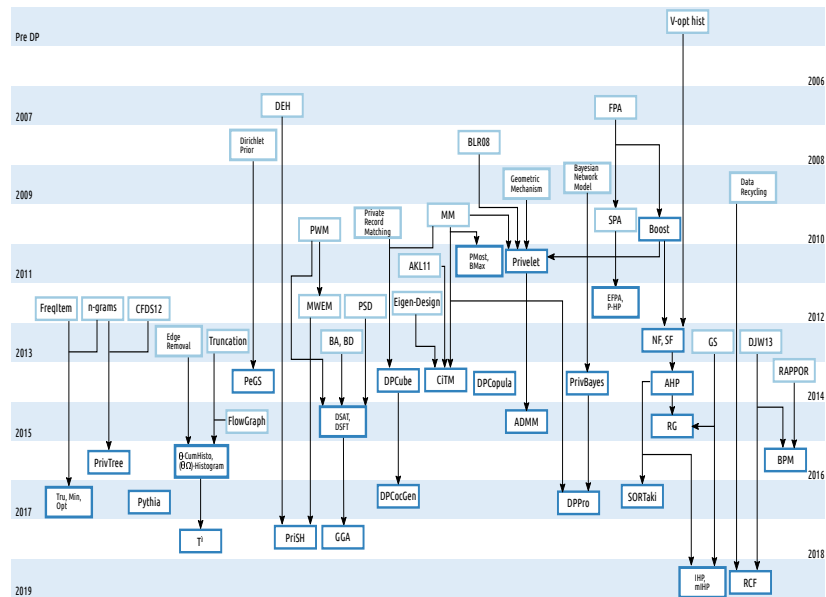 V-opt hist
Pre DP
2006
DEH
FPA
2007
Dirichlet
Prior
BLR08
2008
Geometric
Mechanism
Bayesian
Network
Model
Data
Recycling
2009
Private
Record
Matching
MM
SPA
PWM
Boost
2010
AKL11
PMost,
BMax
Privelet
2011
FreqItem
n-grams
CFDS12
MWEM
PSD
Eigen-Design
EFPA,
P-HP
2012
Edge
Removal
Truncation
BA, BD
NF, SF
GS
DJW13
2013
PeGS
DPCube
CiTM
DPCopula
PrivBayes
AHP
RAPPOR
2014
FlowGraph
DSAT,
DSFT
ADMM
RG
2015
PrivTree
θ-CumHisto,
(θ,Ω)-Histogram
BPM
2016
Tru, Min,
Opt
Pythia
DPCocGen
DPPro
SORTaki
2017
T³
PriSH
GGA
2018
IHP,
mIHP
RCF
2019